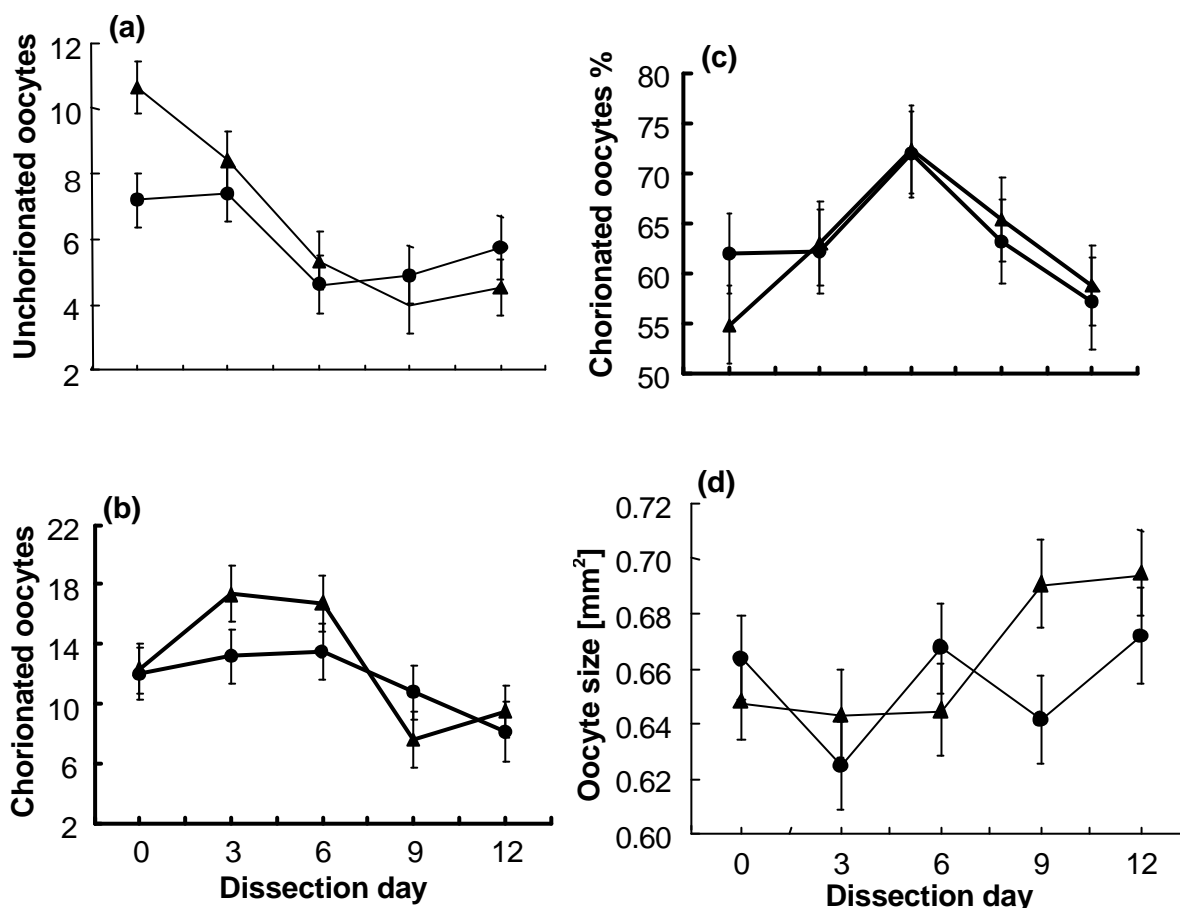 (a)
Unchorionated oocytes
12
10
8
6
4
2
(c)
Chorionated oocytes %
80
75
70
65
60
55
50
(b)
Chorionated oocytes
22
18
14
10
6
2
0 3 6 9 12
Dissection day
(d)
Oocyte size [mm²]
0.72
0.70
0.68
0.66
0.64
0.62
0.60
0 3 6 9 12
Dissection day